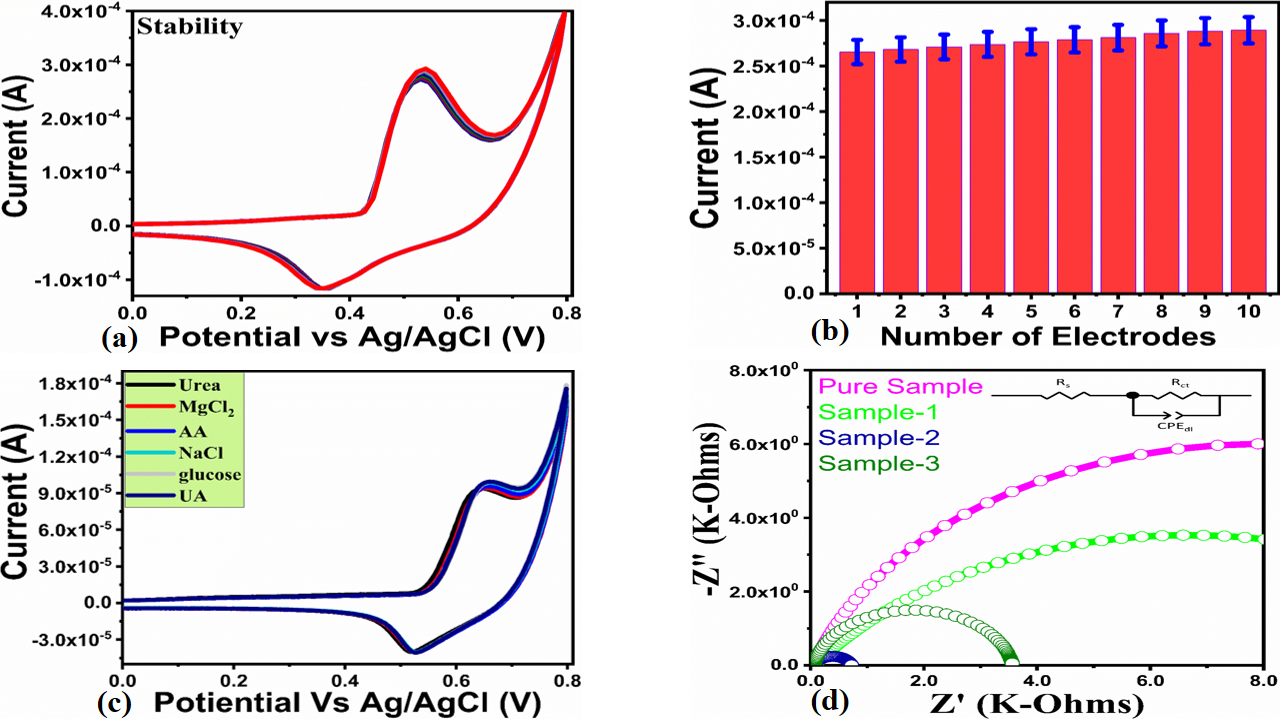 Stability
Current (A)
4.0x10⁻⁴
3.0x10⁻⁴
2.0x10⁻⁴
1.0x10⁻⁴
0.0
-1.0x10⁻⁴
0.0 0.2 0.4 0.6 0.8
(a) Potential vs Ag/AgCl (V)
Current (A)
3.0x10⁻⁴
2.5x10⁻⁴
2.0x10⁻⁴
1.5x10⁻⁴
1.0x10⁻⁴
5.0x10⁻⁵
0.0
1 2 3 4 5 6 7 8 9 10
(b) Number of Electrodes
Current (A)
1.8x10⁻⁴
1.5x10⁻⁴
1.2x10⁻⁴
9.0x10⁻⁵
6.0x10⁻⁵
3.0x10⁻⁵
0.0
-3.0x10⁻⁵
Urea
MgCl₂
AA
NaCl
glucose
UA
0.0 0.2 0.4 0.6 0.8
(c) Potiential Vs Ag/AgCl (V)
-Z'' (K-Ohms)
8.0x10⁰
6.0x10⁰
4.0x10⁰
2.0x10⁰
0.0
Pure Sample
Sample-1
Sample-2
Sample-3
Rs
Rct
CPEdl
0.0 2.0 4.0 6.0 8.0
(d) Z' (K-Ohms)